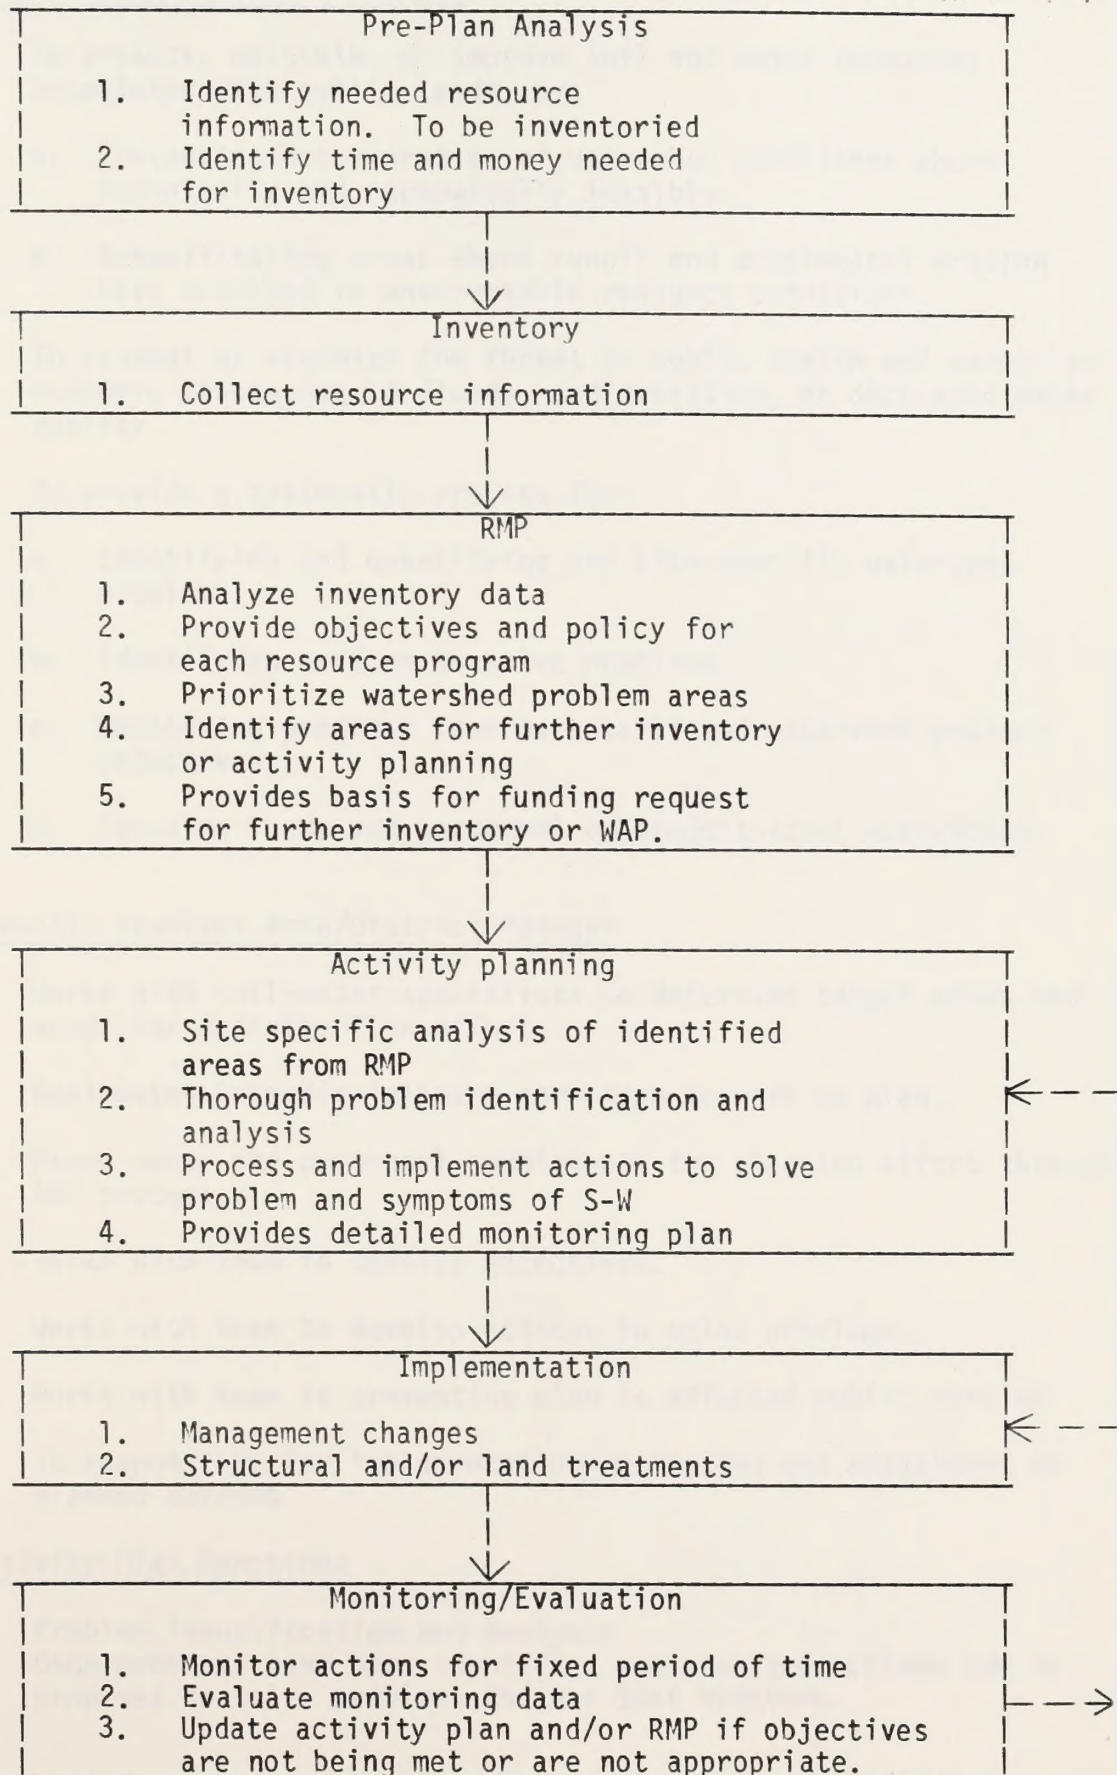 Pre-Plan Analysis
1. Identify needed resource
information. To be inventoried
2. Identify time and money needed
for inventory
Inventory
1. Collect resource information
RMP
1. Analyze inventory data
2. Provide objectives and policy for
each resource program
3. Prioritize watershed problem areas
4. Identify areas for further inventory
or activity planning
5. Provides basis for funding request
for further inventory or WAP.
Activity planning
1. Site specific analysis of identified
areas from RMP
2. Thorough problem identification and
analysis
3. Process and implement actions to solve
problem and symptoms of S-W
4. Provides detailed monitoring plan
Implementation
1. Management changes
2. Structural and/or land treatments
Monitoring/Evaluation
1. Monitor actions for fixed period of time
2. Evaluate monitoring data
3. Update activity plan and/or RMP if objectives
are not being met or are not appropriate.